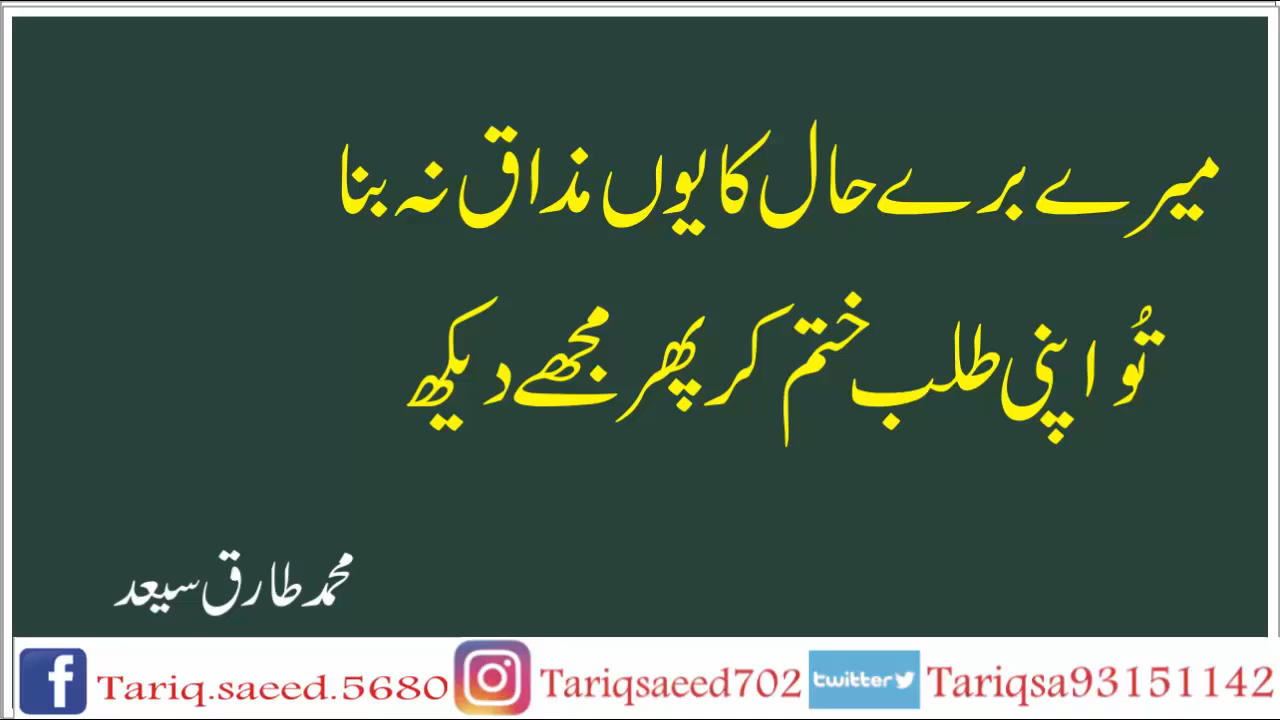 میرے برے حال کا یوں مذاق نہ بنا
تُو اپنی طلب ختم کر پھر مجھے دیکھ
محمد طارق سیعد
Tariq.saeed.5680 Tariqsaeed702 twitter Tariqsa93151142